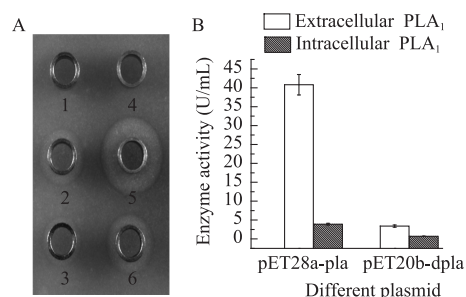 A
1
4
2
5
3
6
B
Extracellular PLA₁
Intracellular PLA₁
Enzyme activity (U/mL)
45
40
35
30
25
20
15
10
5
0
pET28a-pla pET20b-dpla
Different plasmid